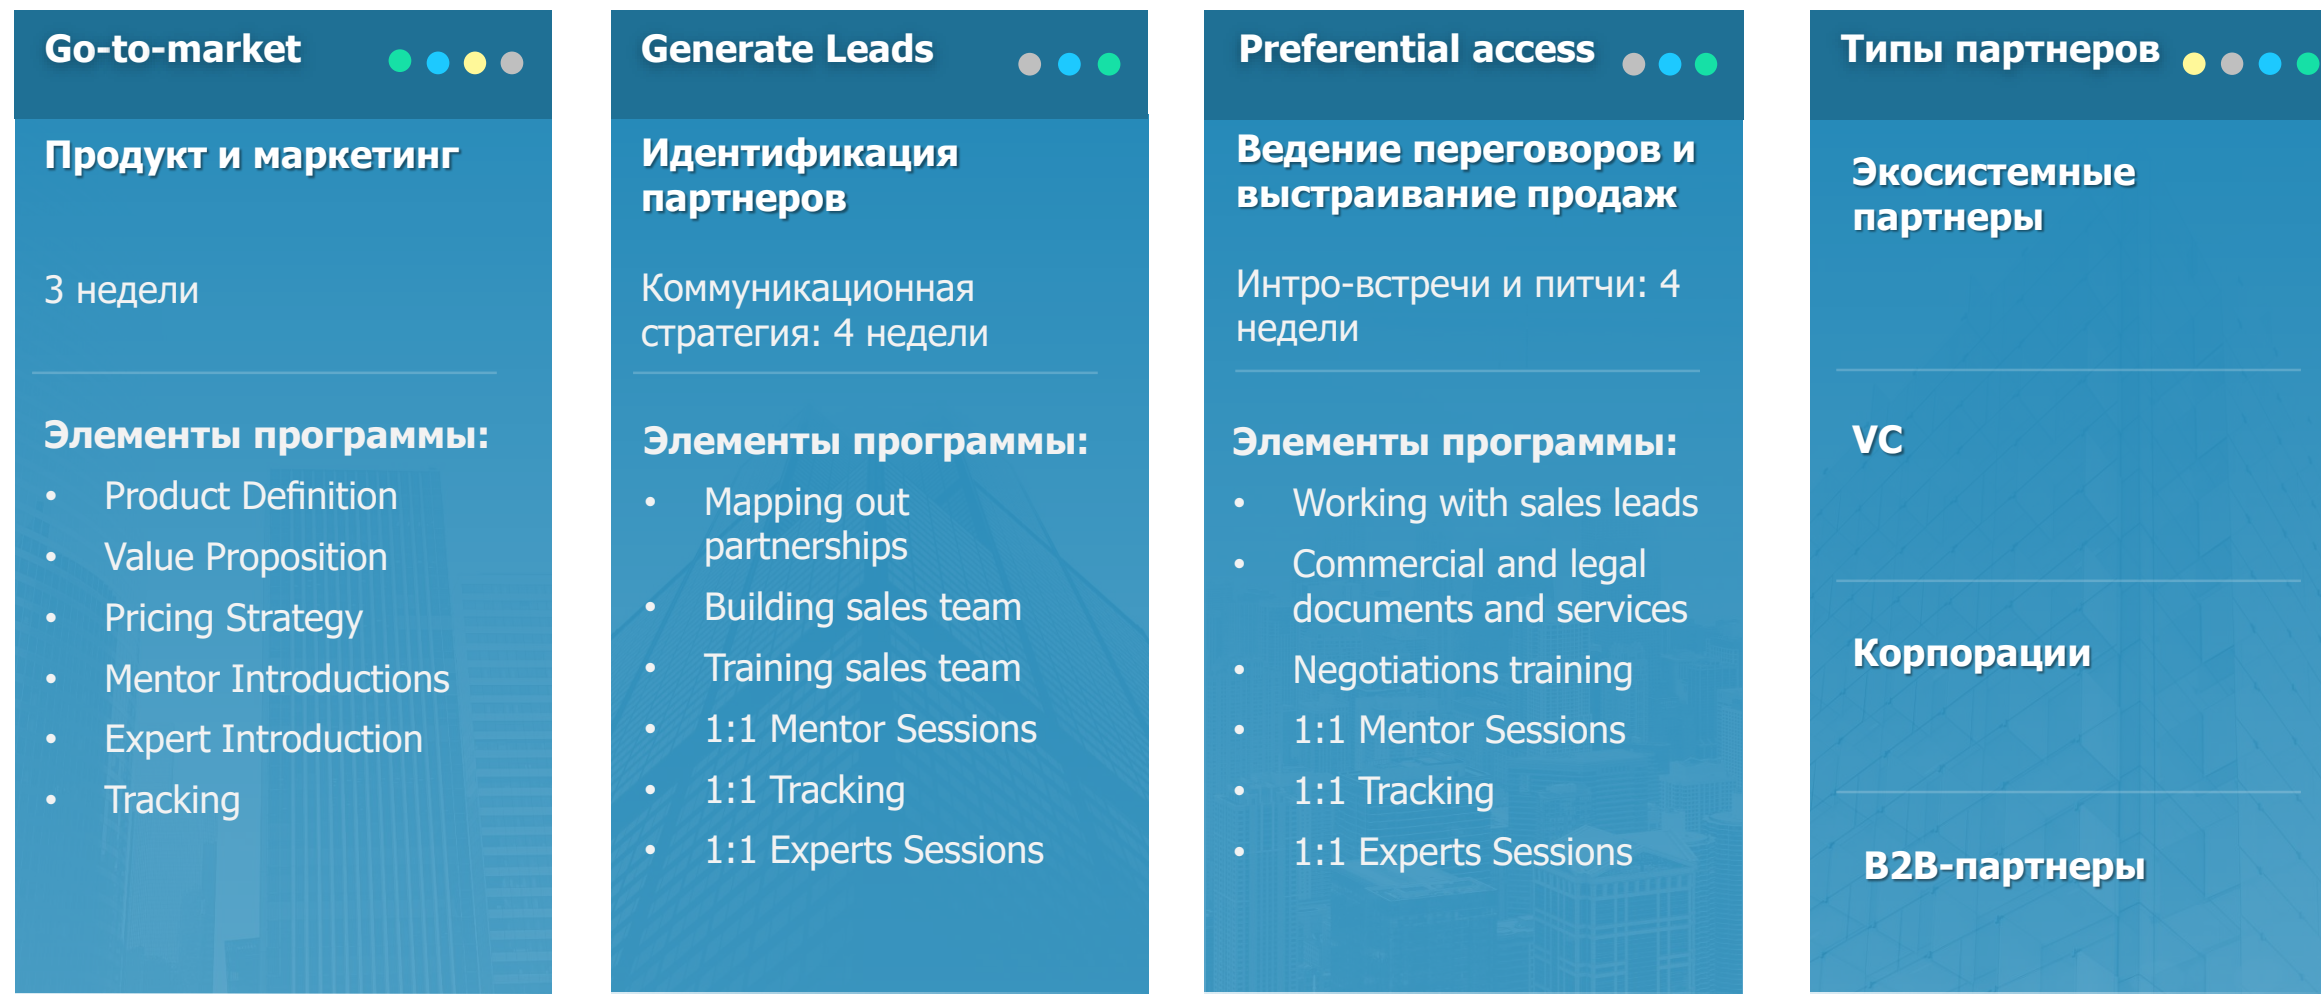 Go-to-market
Продукт и маркетинг
3 недели
Элементы программы:
• Product Definition
• Value Proposition
• Pricing Strategy
• Mentor Introductions
• Expert Introduction
• Tracking
Generate Leads
Идентификация
партнеров
Коммуникационная
стратегия: 4 недели
Элементы программы:
• Mapping out
partnerships
• Building sales team
• Training sales team
• 1:1 Mentor Sessions
• 1:1 Tracking
• 1:1 Experts Sessions
Preferential access
Ведение переговоров и
выстраивание продаж
Интро-встречи и питчи: 4
недели
Элементы программы:
• Working with sales leads
• Commercial and legal
documents and services
• Negotiations training
• 1:1 Mentor Sessions
• 1:1 Tracking
• 1:1 Experts Sessions
Типы партнеров
Экосистемные
партнеры
VC
Корпорации
B2B-партнеры